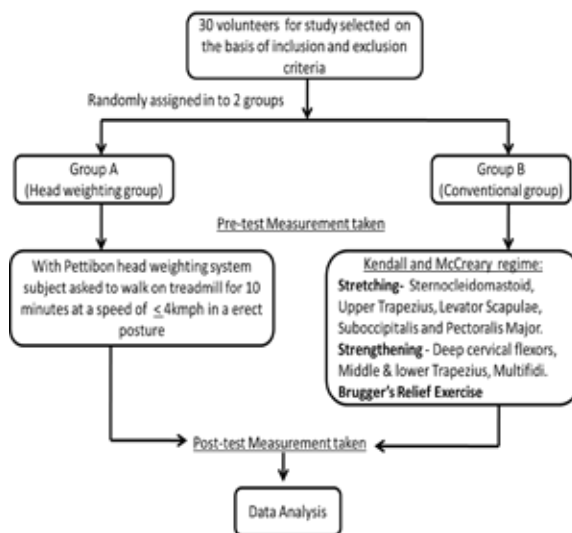 30 volunteers for study selected on
the basis of inclusion and exclusion
criteria
Randomly assigned in to 2 groups
Group A
(Head weighting group)
Group B
(Conventional group)
Pre-test Measurement taken
With Pettibon head weighting system
subject asked to walk on treadmill for 10
minutes at a speed of ≤ 4kmph in a erect
posture
Kendall and McCreary regime:
Stretching- Sternocleidomastoid,
Upper Trapezius, Levator Scapulae,
Suboccipitalis and Pectoralis Major.
Strengthening - Deep cervical flexors,
Middle & lower Trapezius, Multifidi.
Brugger's Relief Exercise
Post-test Measurement taken
Data Analysis